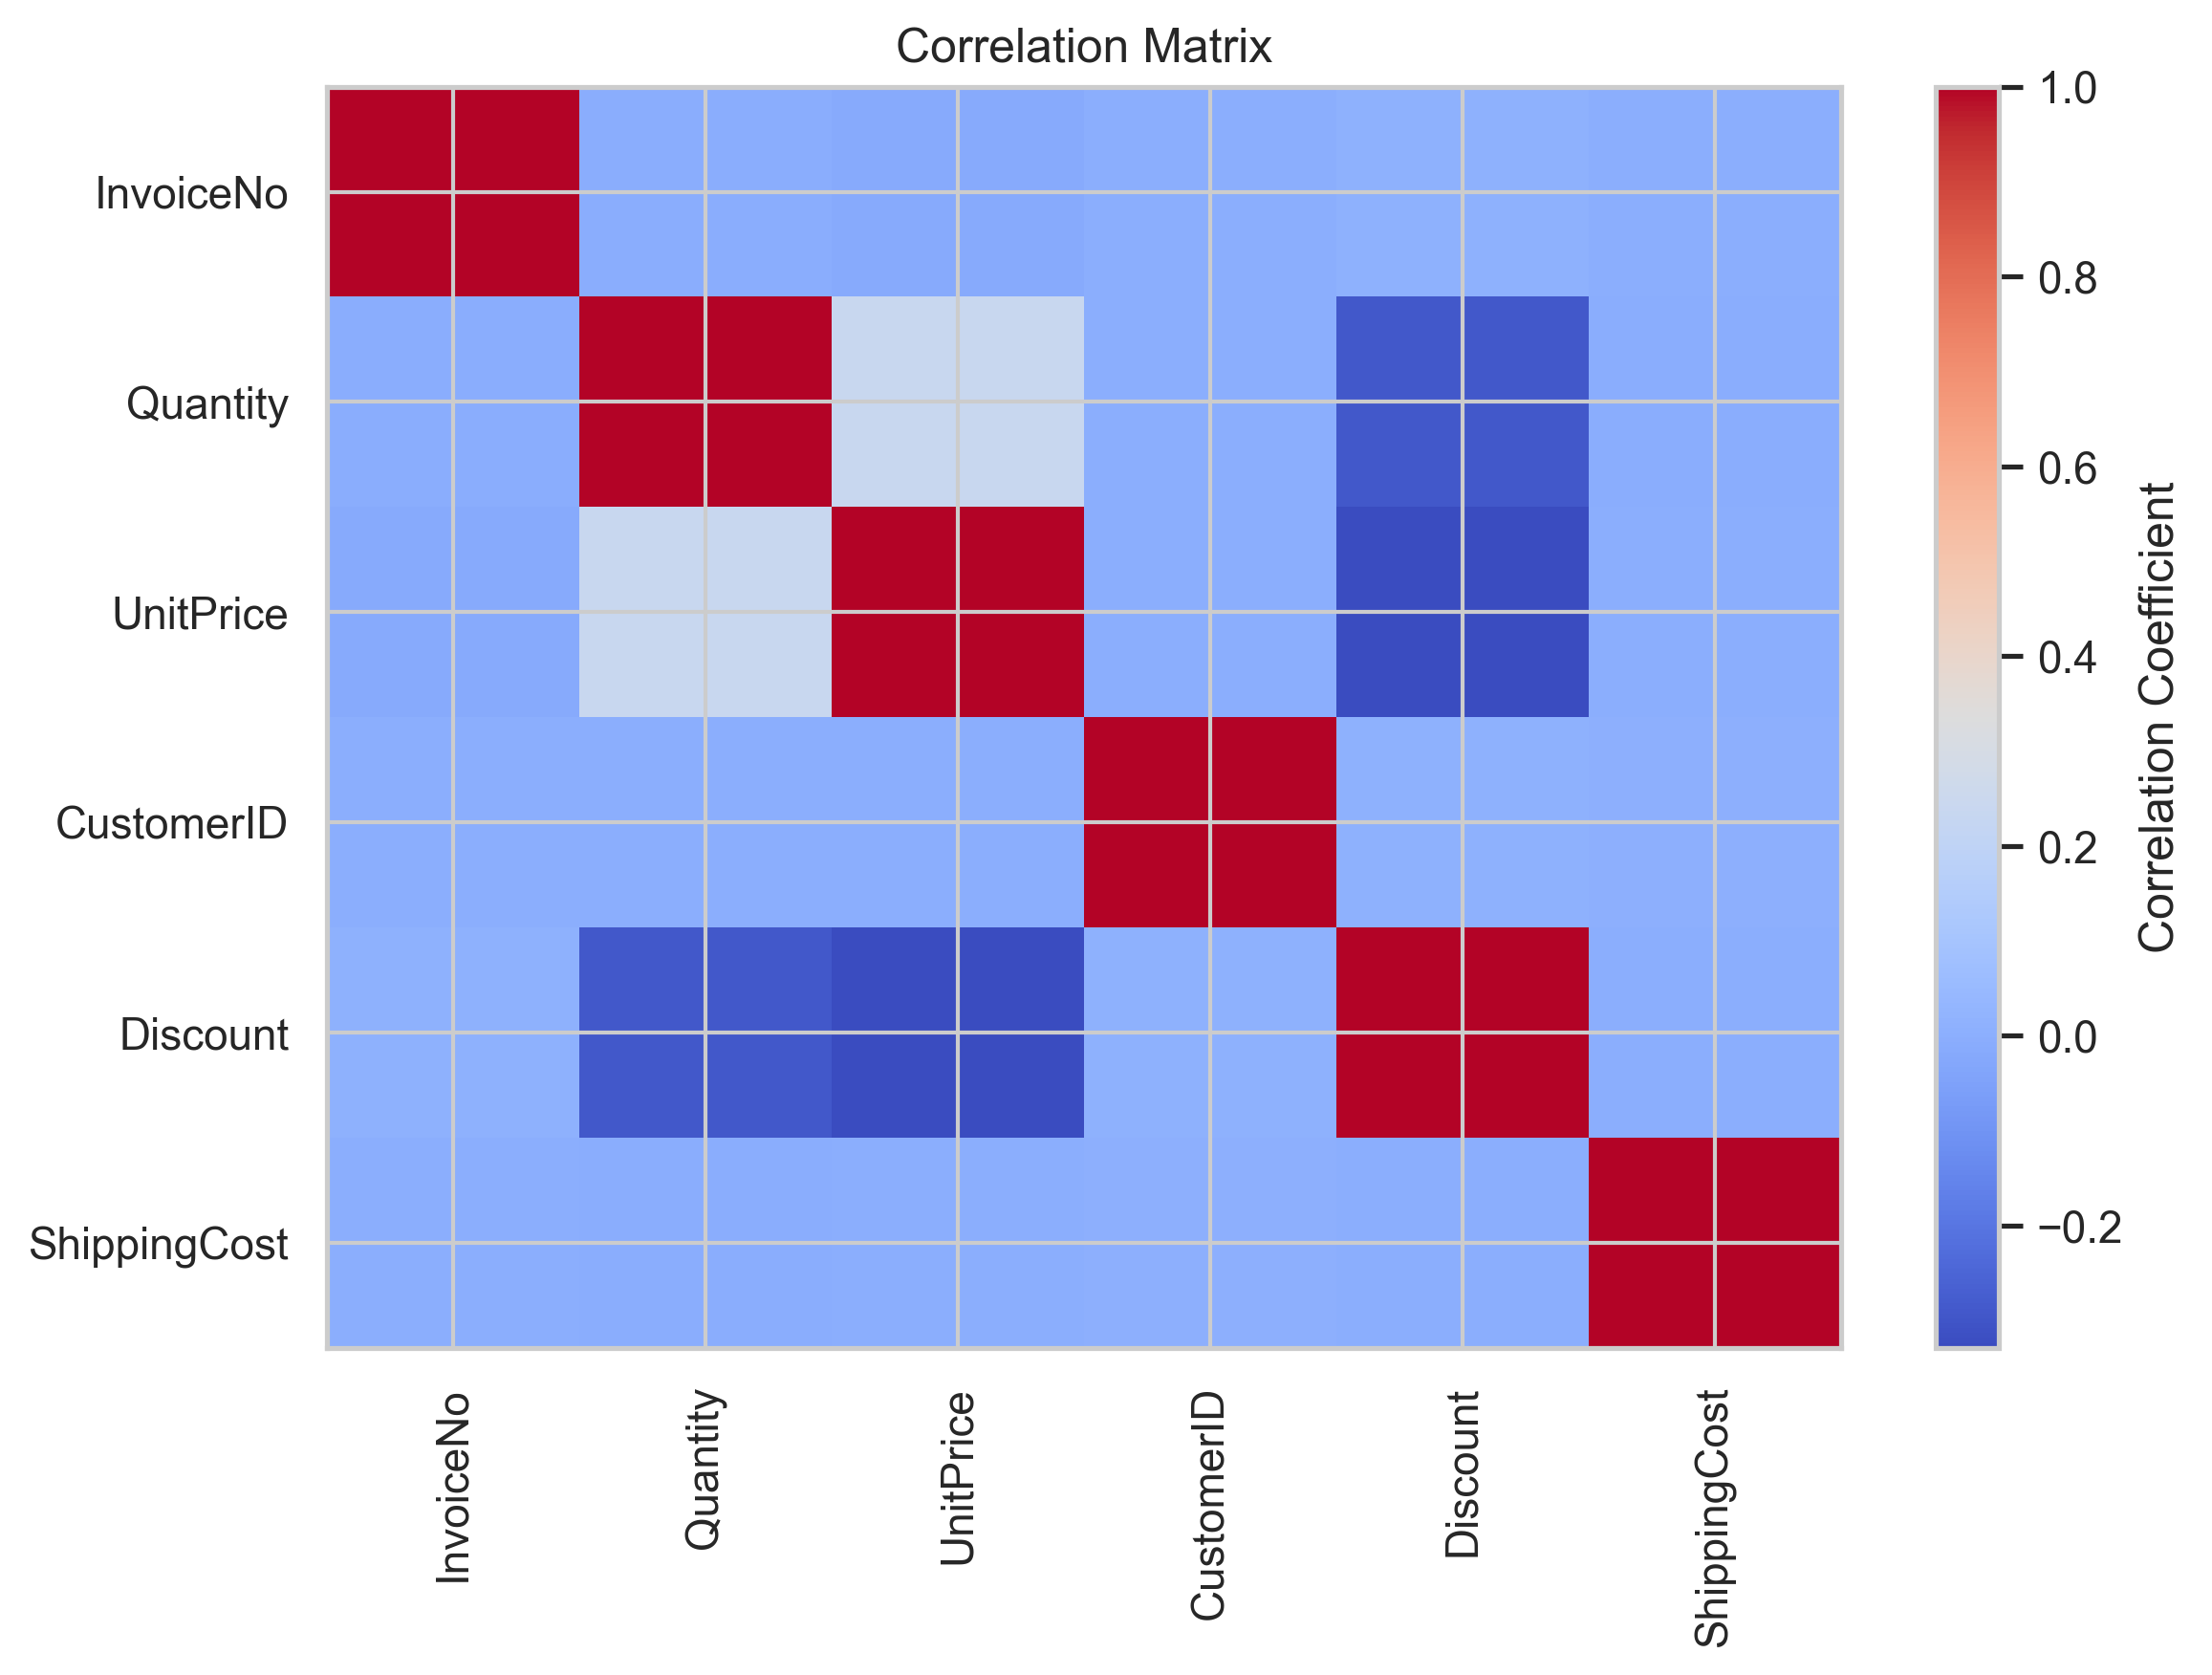 Correlation Matrix
InvoiceNo
Quantity
UnitPrice
CustomerID
Discount
ShippingCost
InvoiceNo
Quantity
UnitPrice
CustomerID
Discount
ShippingCost
1.0
0.8
0.6
0.4
0.2
0.0
−0.2
Correlation Coefficient